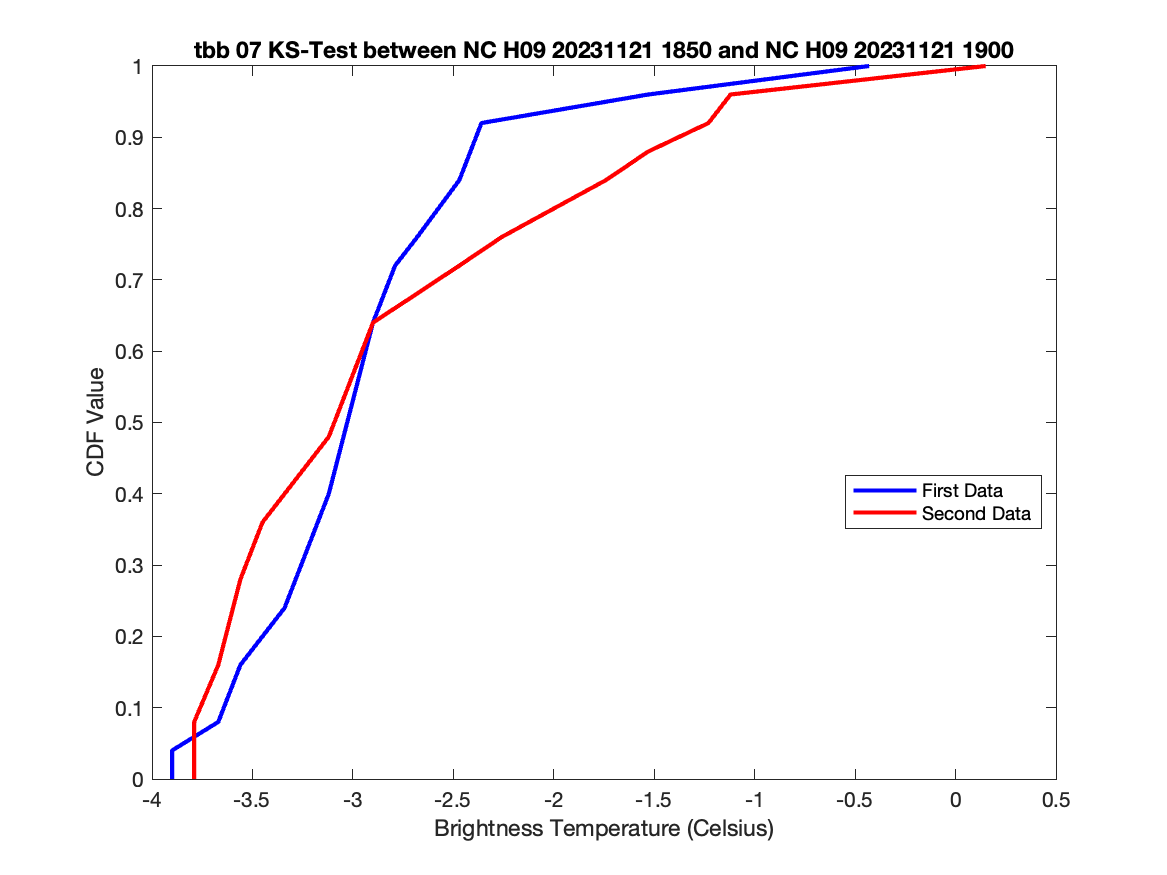 tbb 07 KS-Test between NC H09 20231121 1850 and NC H09 20231121 1900
1
0.9
0.8
0.7
0.6
0.5
0.4
0.3
0.2
0.1
0
CDF Value
First Data
Second Data
-4 -3.5 -3 -2.5 -2 -1.5 -1 -0.5 0 0.5
Brightness Temperature (Celsius)